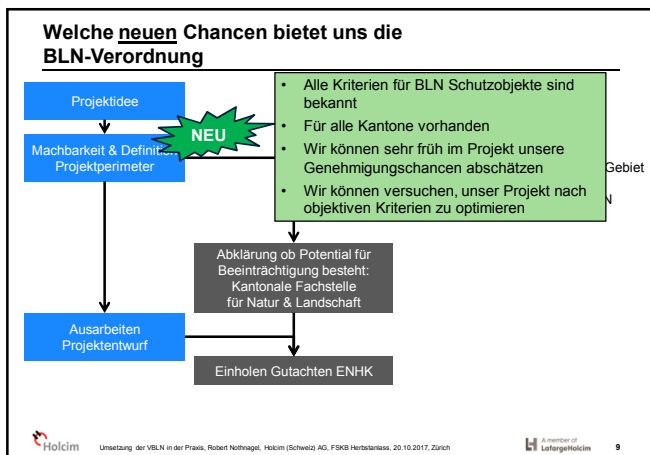 Welche neuen Chancen bietet uns die
BLN-Verordnung
Projektidee
NEU
Machbarkeit & Definition
Projektperimeter
• Alle Kriterien für BLN Schutzobjekte sind
bekannt
• Für alle Kantone vorhanden
• Wir können sehr früh im Projekt unsere
Genehmigungschancen abschätzen
• Wir können versuchen, unser Projekt nach
objektiven Kriterien zu optimieren
Gebiet
N
Abklärung ob Potential für
Beeinträchtigung besteht:
Kantonale Fachstelle
für Natur & Landschaft
Ausarbeiten
Projektentwurf
Einholen Gutachten ENHK
Holcim
Umsetzung der VBLN in der Praxis, Robert Nothnagel, Holcim (Schweiz) AG, FSKB Herbstanlass, 20.10.2017, Zürich
A member of
LafargeHolcim
9